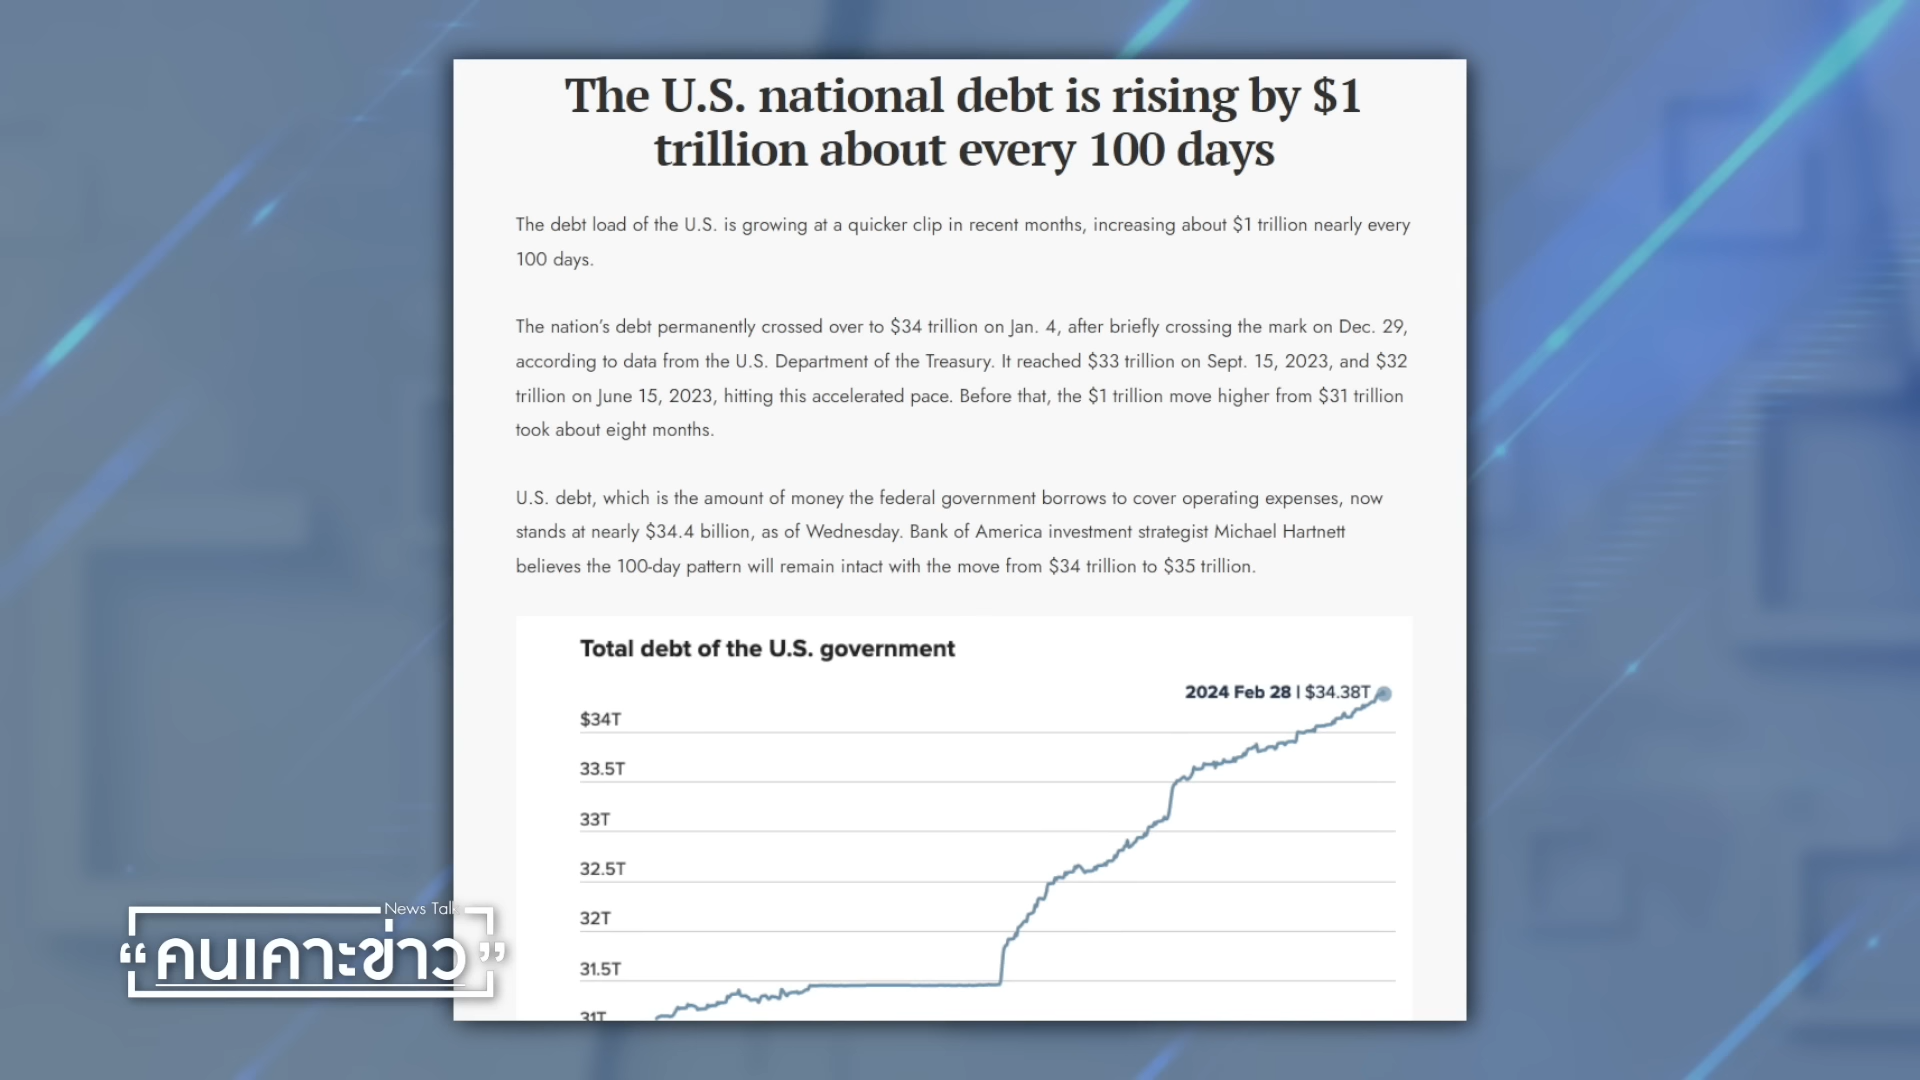 The U.S. national debt is rising by $1
trillion about every 100 days
The debt load of the U.S. is growing at a quicker clip in recent months, increasing about $1 trillion nearly every
100 days.
The nation’s debt permanently crossed over to $34 trillion on Jan. 4, after briefly crossing the mark on Dec. 29,
according to data from the U.S. Department of the Treasury. It reached $33 trillion on Sept. 15, 2023, and $32
trillion on June 15, 2023, hitting this accelerated pace. Before that, the $1 trillion move higher from $31 trillion
took about eight months.
U.S. debt, which is the amount of money the federal government borrows to cover operating expenses, now
stands at nearly $34.4 billion, as of Wednesday. Bank of America investment strategist Michael Hartnett
believes the 100-day pattern will remain intact with the move from $34 trillion to $35 trillion.
Total debt of the U.S. government
2024 Feb 28 | $34.38T
$34T
33.5T
33T
32.5T
32T
31.5T
31T
News Talk
“คนเคาะข่าว”